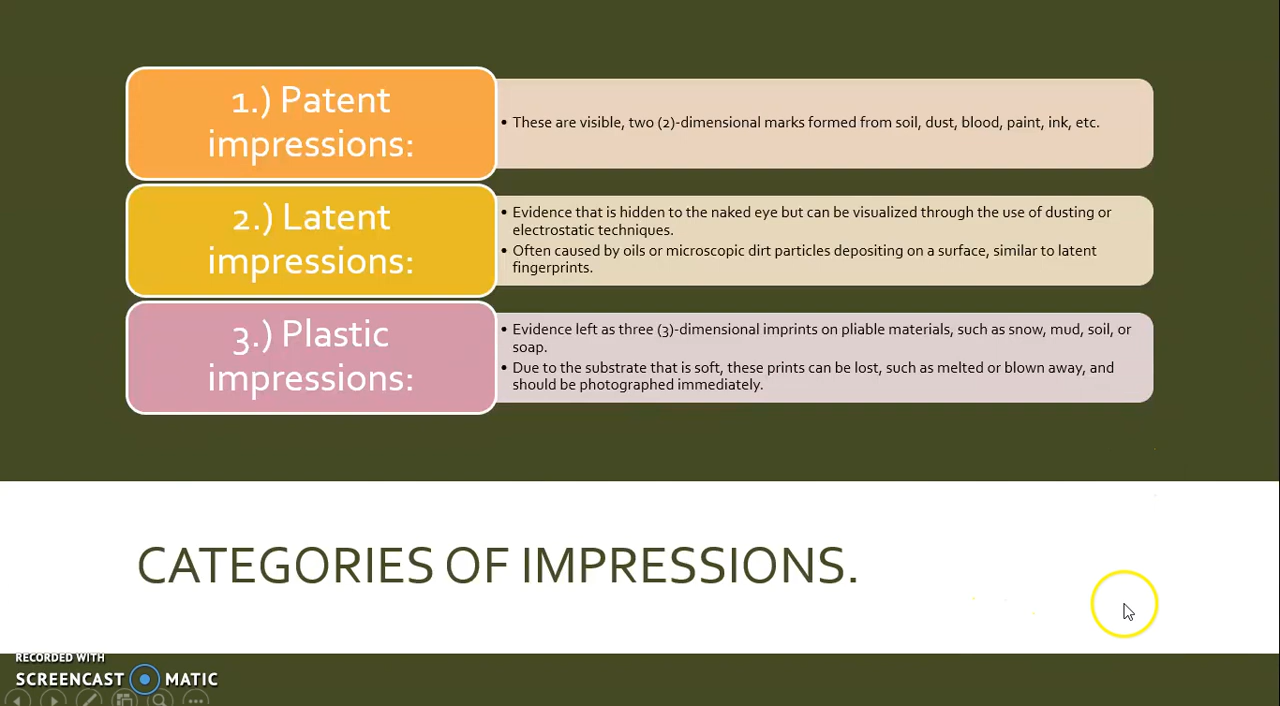 1.) Patent
impressions:
• These are visible, two (2)-dimensional marks formed from soil, dust, blood, paint, ink, etc.
2.) Latent
impressions:
• Evidence that is hidden to the naked eye but can be visualized through the use of dusting or
electrostatic techniques.
• Often caused by oils or microscopic dirt particles depositing on a surface, similar to latent
fingerprints.
3.) Plastic
impressions:
• Evidence left as three (3)-dimensional imprints on pliable materials, such as snow, mud, soil, or
soap.
• Due to the substrate that is soft, these prints can be lost, such as melted or blown away, and
should be photographed immediately.
CATEGORIES OF IMPRESSIONS.
RECORDED WITH
SCREENCAST MATIC